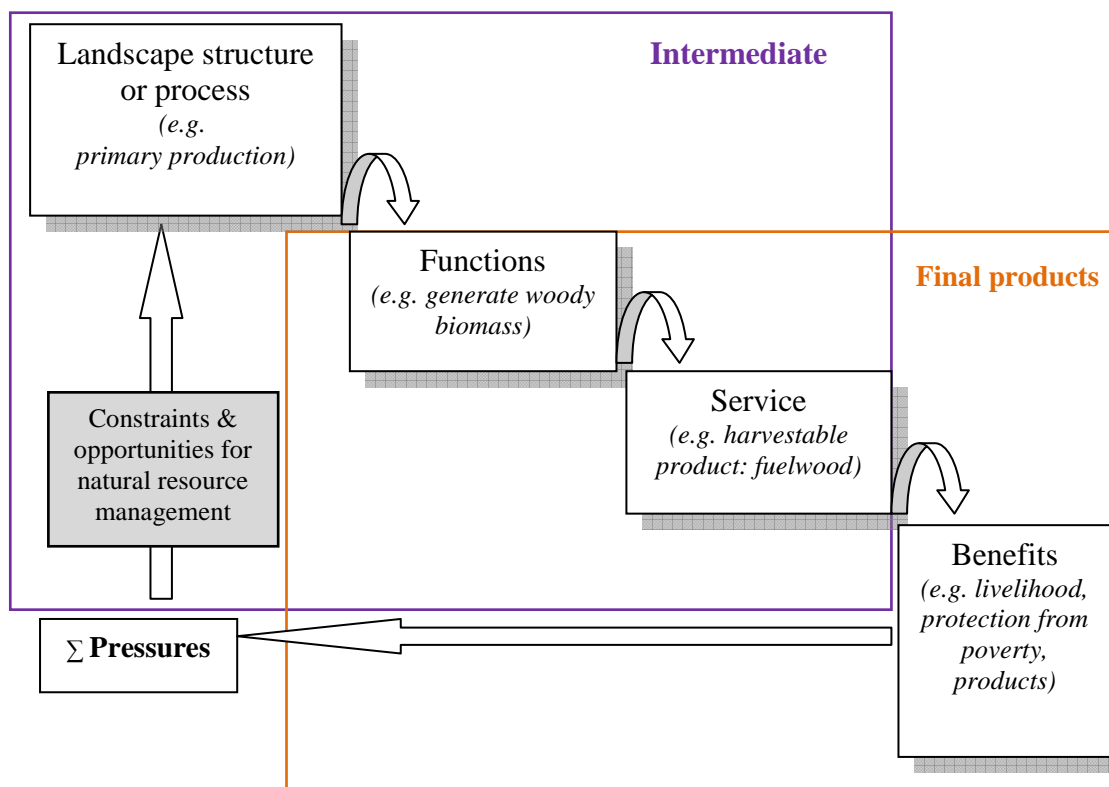 Landscape structure
or process
(e.g.
primary production)
Intermediate
Functions
(e.g. generate woody
biomass)
Final products
Service
(e.g. harvestable
product: fuelwood)
Constraints &
opportunities for
natural resource
management
Benefits
(e.g. livelihood,
protection from
poverty,
products)
∑ Pressures